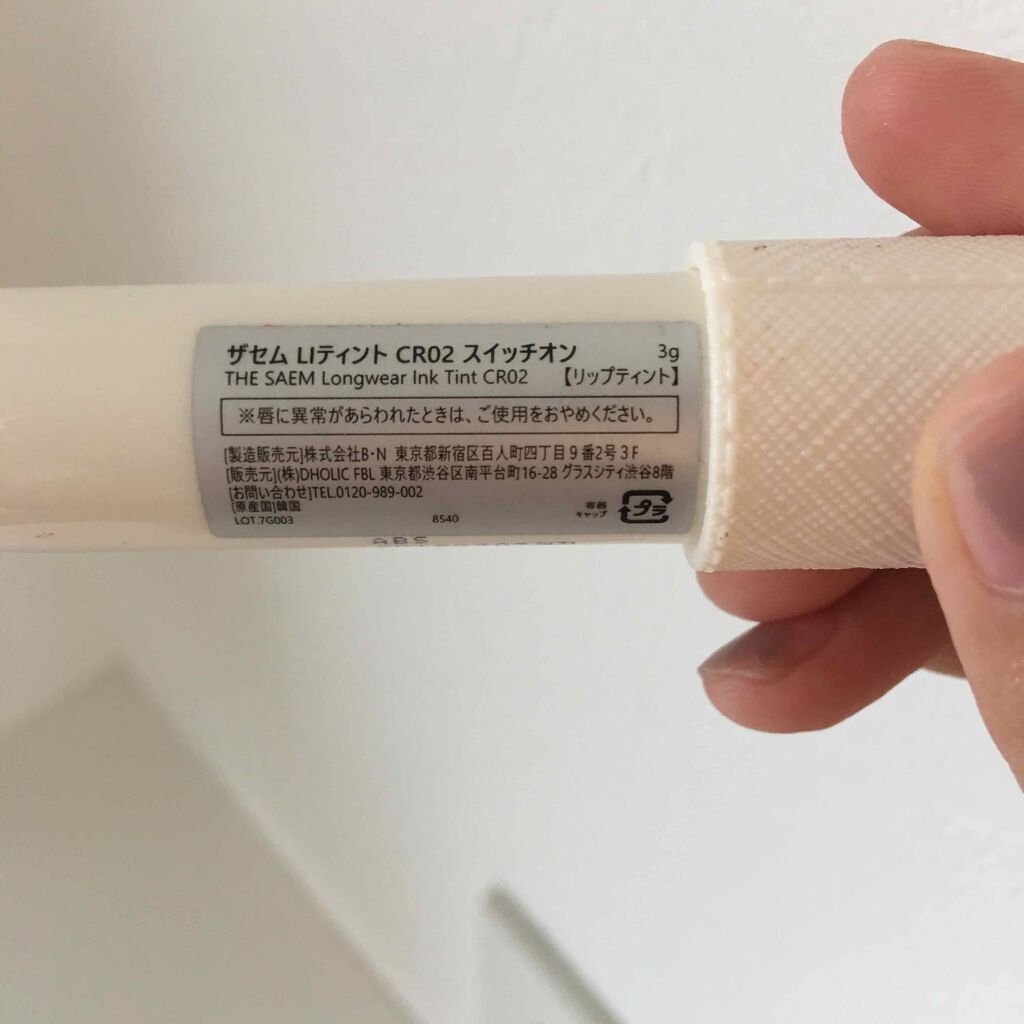 ザセム LIティント CR02 スイッチオン 3g
THE SAEM Longwear Ink Tint CR02 【リップティント】
※唇に異常があらわれたときは、ご使用をおやめください。
[製造販売元]株式会社B・N 東京都新宿区百人町四丁目9番2号3F
[販売元](株)DHOLIC FBL 東京都渋谷区南平台町16-28 グラスシティ渋谷8階
[お問い合わせ]TEL.0120-989-002
[原産国]韓国
LOT.7G003 8540
容器
キャップ
プラ